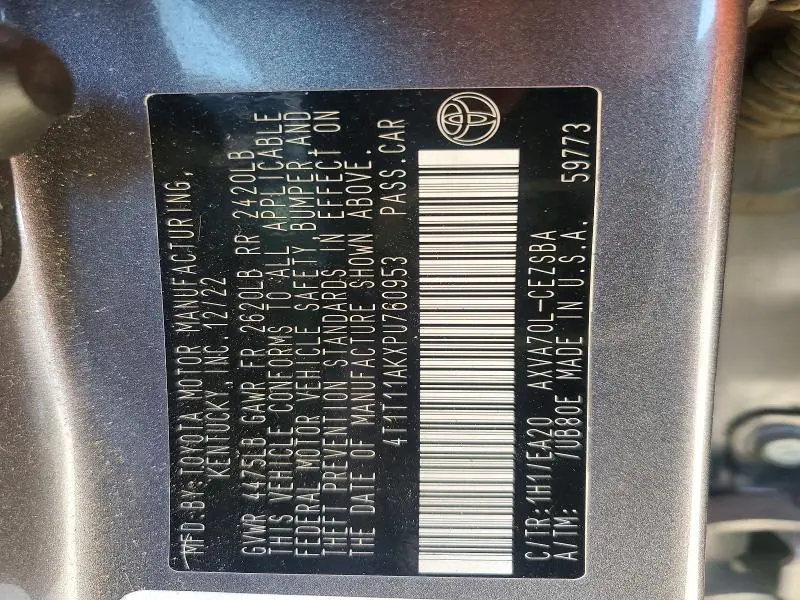 MFD.BY:TOYOTA MOTOR MANUFACTURING,
KENTUCKY, INC. 12/22
GVWR 4475LB GAWR FR 2620LB RR 2420LB
THIS VEHICLE CONFORMS TO ALL APPLICABLE
FEDERAL MOTOR VEHICLE SAFETY, BUMPER AND
THEFT PREVENTION STANDARDS IN EFFECT ON
THE DATE OF MANUFACTURE SHOWN ABOVE.
4T1T11AKXPU760953 PASS.CAR
C/TR:1H1/EA20 AXVA70L-CEZSBA
A/TM: /UB80E MADE IN U.S.A. 59773